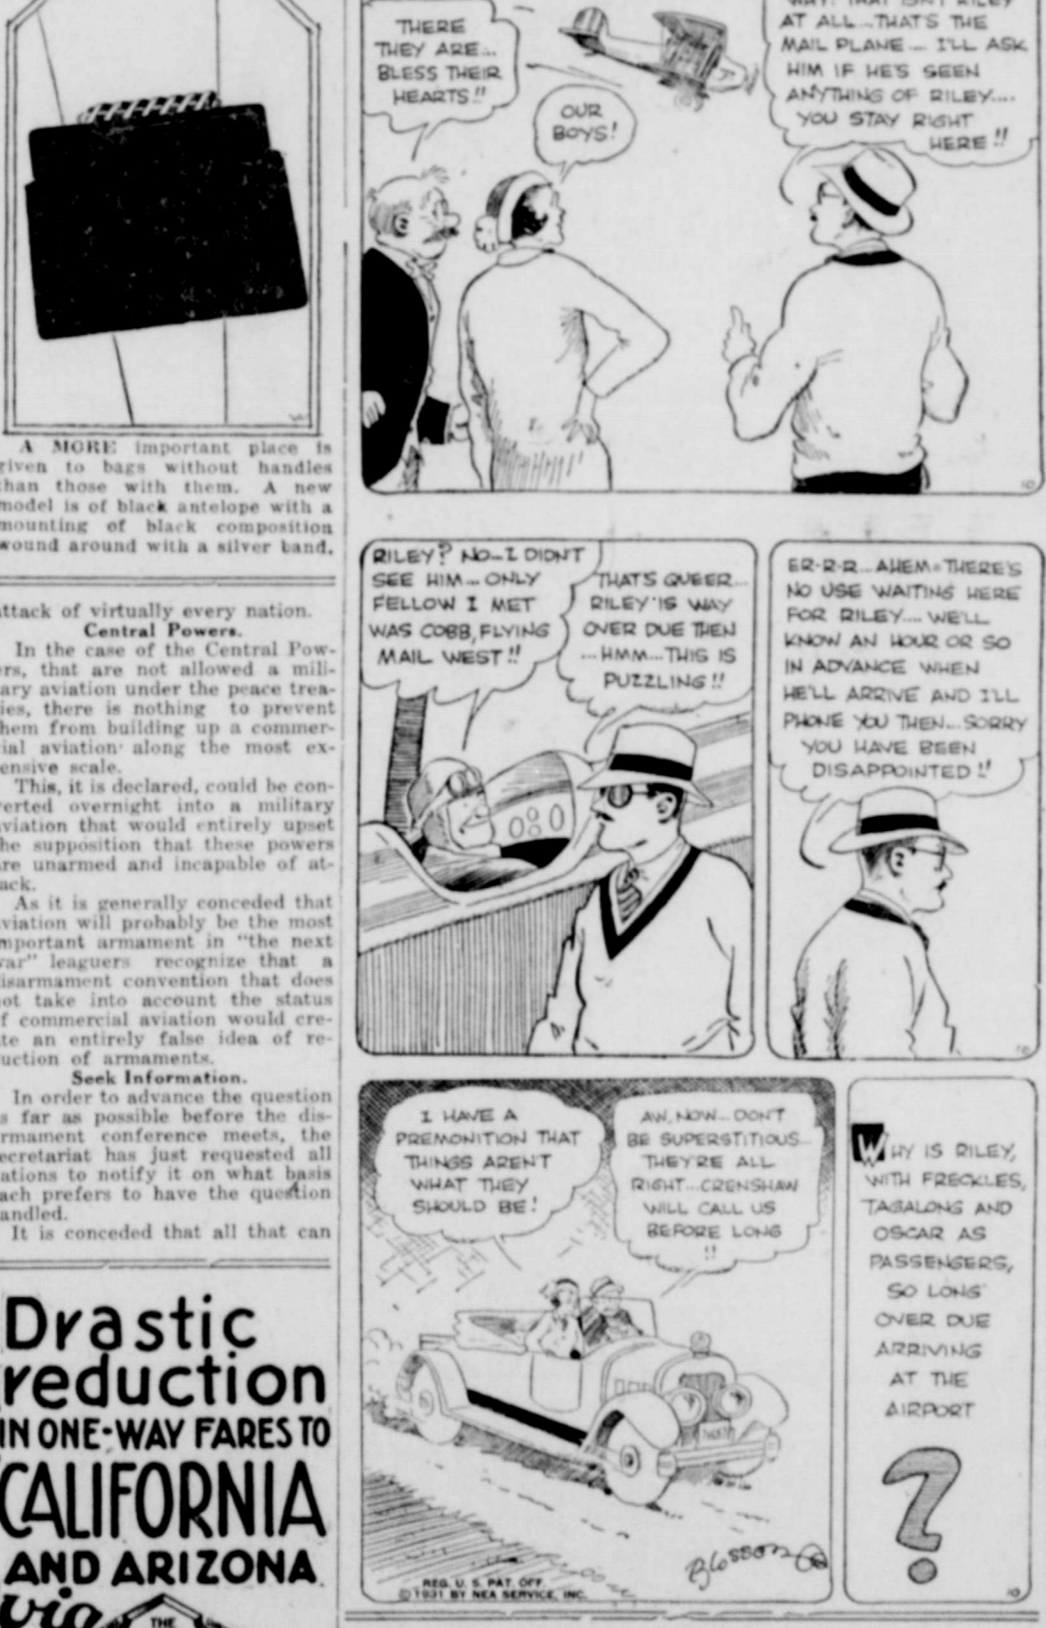 A MORE important place is
given to bags without handles
than those with them. A new
model is of black antelope with a
mounting of black composition
wound around with a silver band.
attack of virtually every nation.
Central Powers.
In the case of the Central Pow-
ers, that are not allowed a mili-
tary aviation under the peace trea-
ties, there is nothing to prevent
them from building up a commer-
cial aviation along the most ex-
tensive scale.
This, it is declared, could be con-
verted overnight into a military
aviation that would entirely upset
the supposition that these powers
are unarmed and incapable of at-
tack.
As it is generally conceded that
aviation will probably be the most
important armament in "the next
war" leaguers recognize that a
disarmament convention that does
not take into account the status
of commercial aviation would cre-
ate an entirely false idea of re-
duction of armaments.
Seek Information.
In order to advance the question
as far as possible before the dis-
armament conference meets, the
secretariat has just requested all
nations to notify it on what basis
each prefers to have the question
handled.
It is conceded that all that can
Drastic
reduction
IN ONE-WAY FARES TO
CALIFORNIA
AND ARIZONA
via
THE
THERE
THEY ARE...
BLESS THEIR
HEARTS!!
OUR
BOYS!
WHY! THAT ISN'T RILEY
AT ALL...THAT'S THE
MAIL PLANE.... I'LL ASK
HIM IF HE'S SEEN
ANYTHING OF RILEY....
YOU STAY RIGHT
HERE!!
10
RILEY? NO...I DIDN'T
SEE HIM...ONLY
FELLOW I MET
WAS COBB, FLYING
MAIL WEST!!
THAT'S QUEER...
RILEY IS WAY
OVER DUE THEN
...HMM...THIS IS
PUZZLING!!
ER-R-R...AHEM-THERE'S
NO USE WAITING HERE
FOR RILEY....WE'LL
KNOW AN HOUR OR SO
IN ADVANCE WHEN
HE'LL ARRIVE AND I'LL
PHONE YOU THEN...SORRY
YOU HAVE BEEN
DISAPPOINTED!!
10
I HAVE A
PREMONITION THAT
THINGS AREN'T
WHAT THEY
SHOULD BE!
AW, NOW...DON'T
BE SUPERSTITIOUS...
THEY'RE ALL
RIGHT...CRENSHAW
WILL CALL US
BEFORE LONG
!!
Blosser
REG. U. S. PAT. OFF.
© 1931 BY NEA SERVICE, INC.
WHY IS RILEY,
WITH FRECKLES,
TAGALONG AND
OSCAR AS
PASSENGERS,
SO LONG
OVER DUE
ARRIVING
AT THE
AIRPORT
?
10